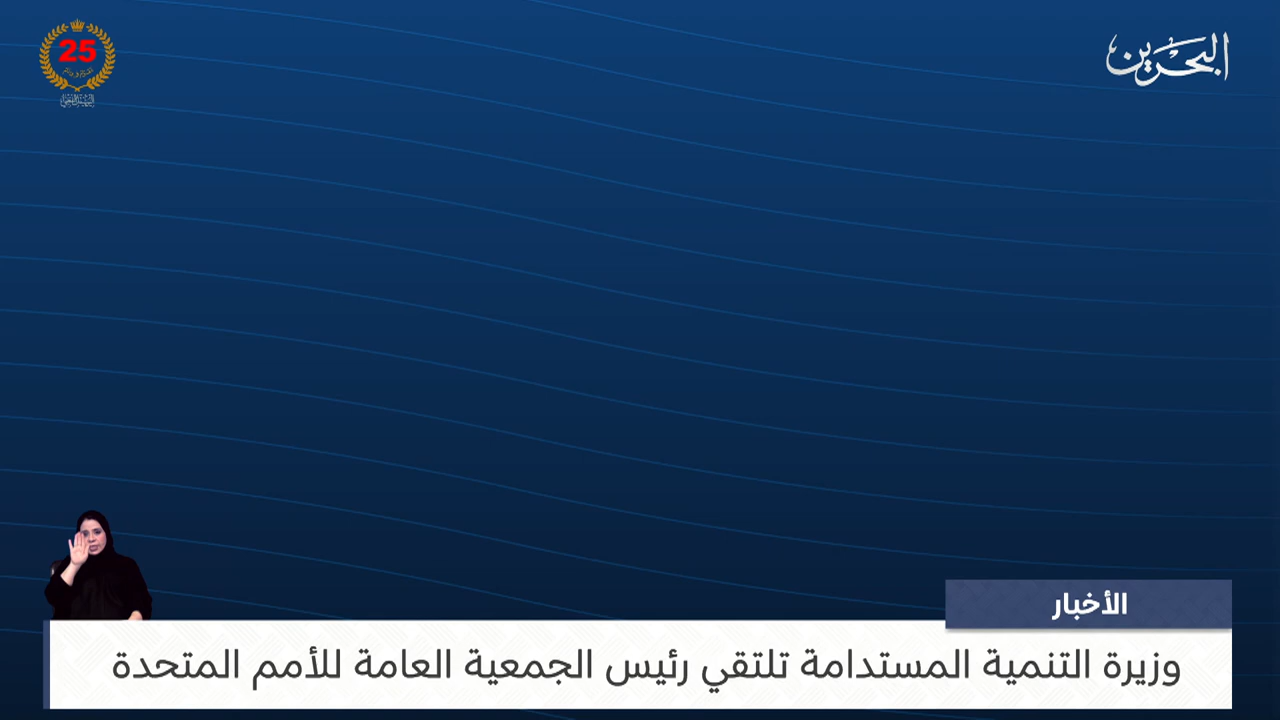 البحرين
25
الأخبار
وزيرة التنمية المستدامة تلتقي رئيس الجمعية العامة للأمم المتحدة